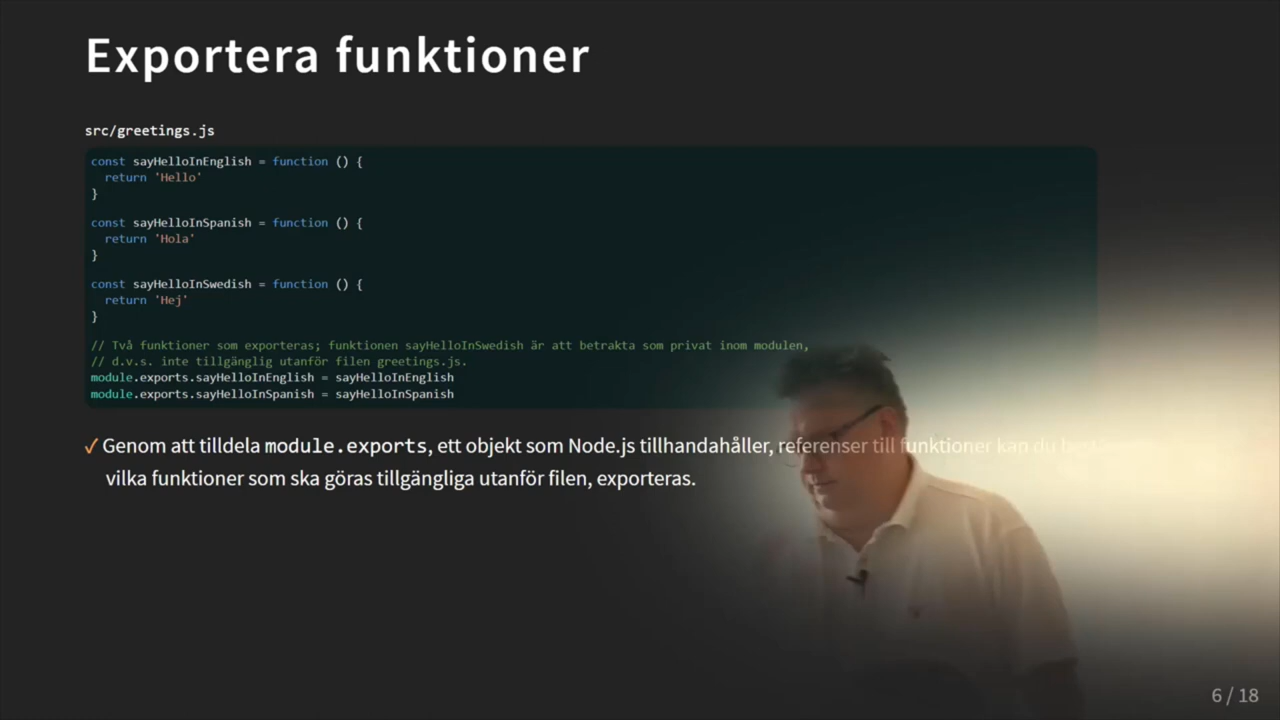 Exportera funktioner
src/greetings.js
const sayHelloInEnglish = function () {
  return 'Hello'
}
const sayHelloInSpanish = function () {
  return 'Hola'
}
const sayHelloInSwedish = function () {
  return 'Hej'
}
// Två funktioner som exporteras; funktionen sayHelloInSwedish är att betrakta som privat inom modulen,
// d.v.s. inte tillgänglig utanför filen greetings.js.
module.exports.sayHelloInEnglish = sayHelloInEnglish
module.exports.sayHelloInSpanish = sayHelloInSpanish
✓ Genom att tilldela module.exports, ett objekt som Node.js tillhandahåller, referenser till funktioner kan du
vilka funktioner som ska göras tillgängliga utanför filen, exporteras.
6 / 18